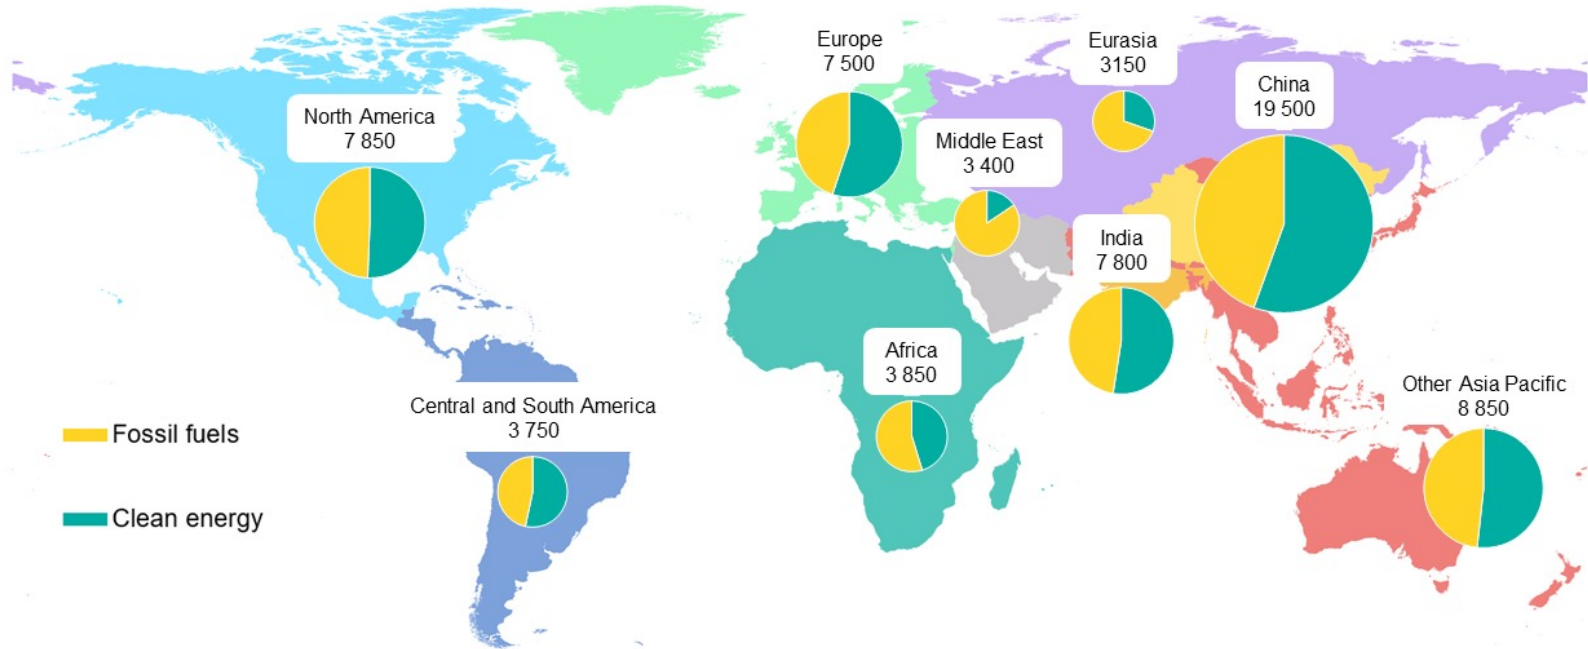 Europe
7 500
Eurasia
3150
China
19 500
North America
7 850
Middle East
3 400
India
7 800
Africa
3 850
Other Asia Pacific
8 850
Central and South America
3 750
Fossil fuels
Clean energy